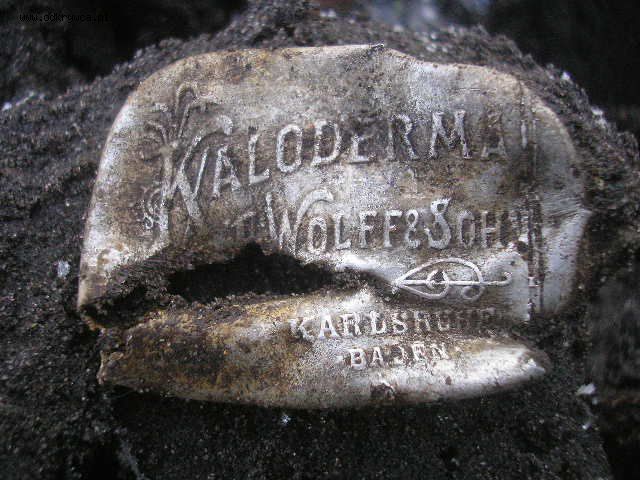 KALODERMA
WOLFF & SOHN
KARLSRUHE
BADEN